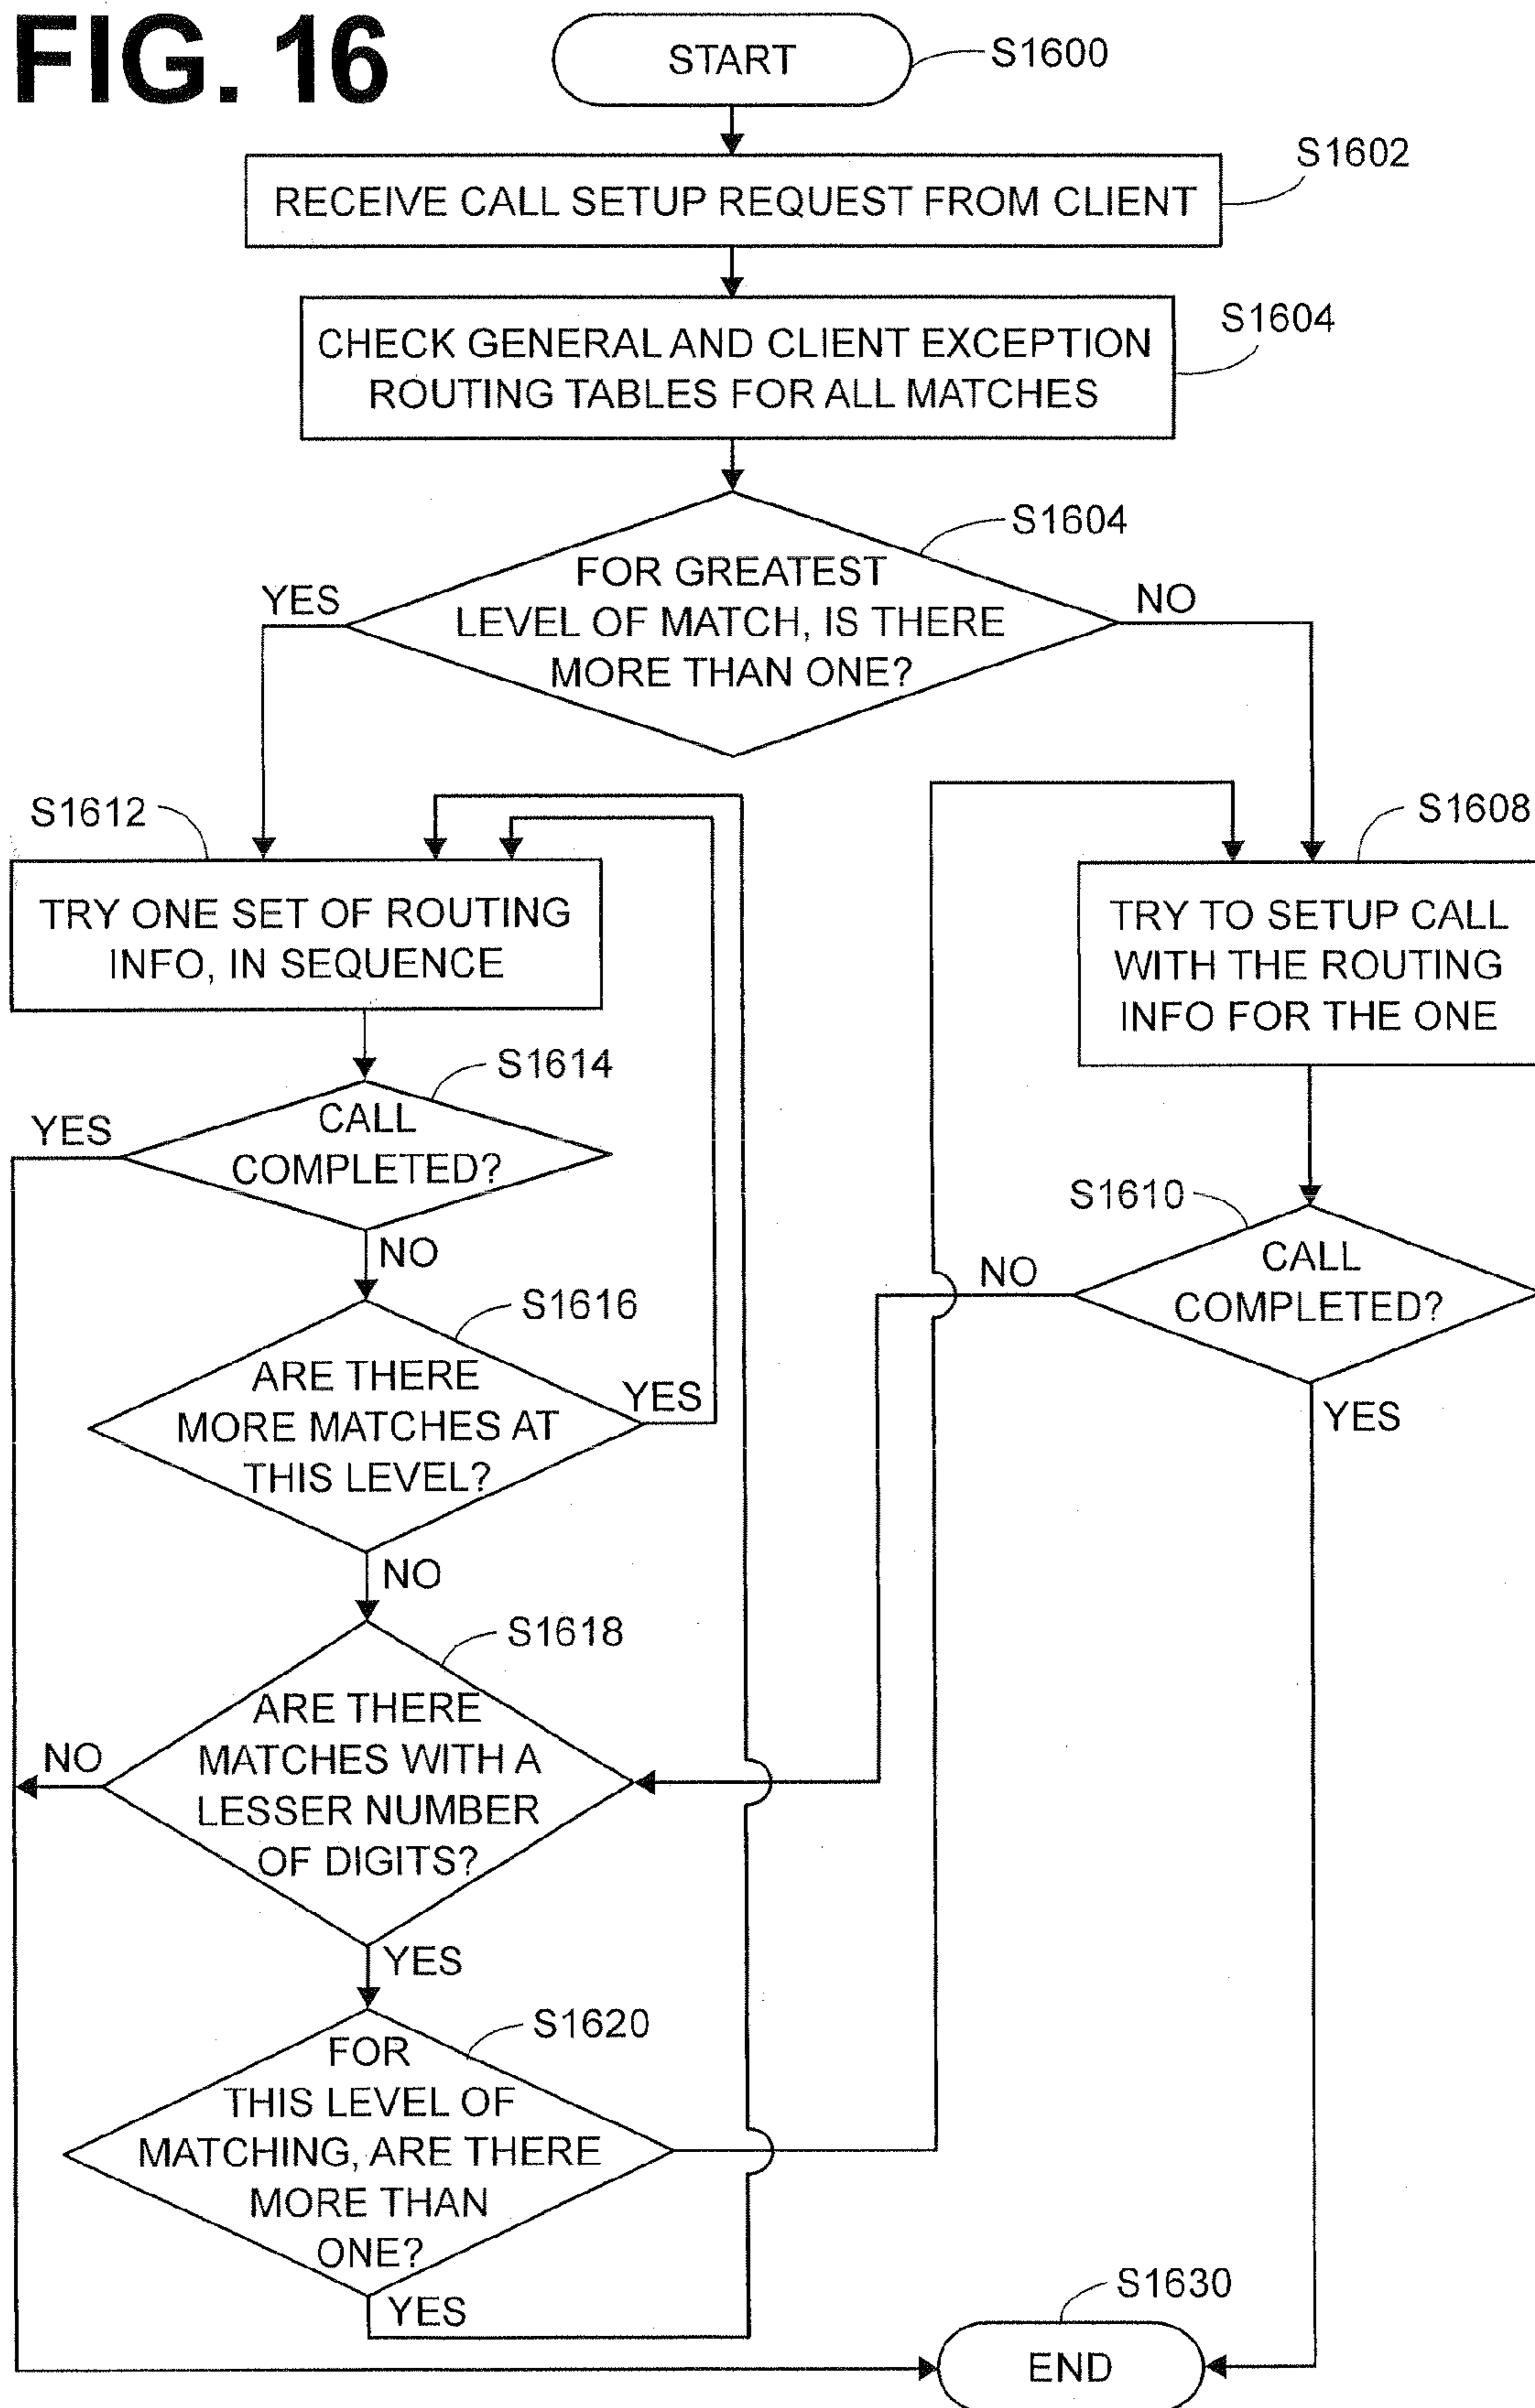 FIG. 16
START
S1600
S1602
RECEIVE CALL SETUP REQUEST FROM CLIENT
S1604
CHECK GENERAL AND CLIENT EXCEPTION
ROUTING TABLES FOR ALL MATCHES
S1604
FOR GREATEST
LEVEL OF MATCH, IS THERE
MORE THAN ONE?
YES
NO
S1612
TRY ONE SET OF ROUTING
INFO, IN SEQUENCE
S1608
TRY TO SETUP CALL
WITH THE ROUTING
INFO FOR THE ONE
S1614
CALL
COMPLETED?
YES
NO
S1610
CALL
COMPLETED?
NO
YES
S1616
ARE THERE
MORE MATCHES AT
THIS LEVEL?
YES
NO
S1618
ARE THERE
MATCHES WITH A
LESSER NUMBER
OF DIGITS?
NO
YES
S1620
FOR
THIS LEVEL OF
MATCHING, ARE THERE
MORE THAN
ONE?
YES
S1630
END